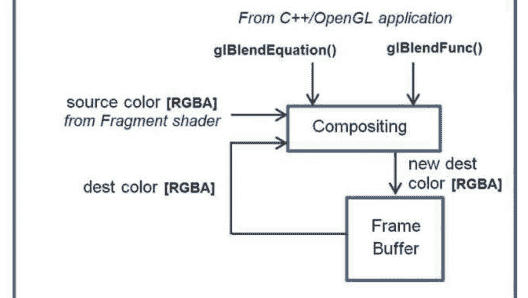 From C++/OpenGL application
glBlendEquation() glBlendFunc()
source color [RGBA]
from Fragment shader
Compositing
dest color [RGBA]
new dest
color [RGBA]
Frame
Buffer